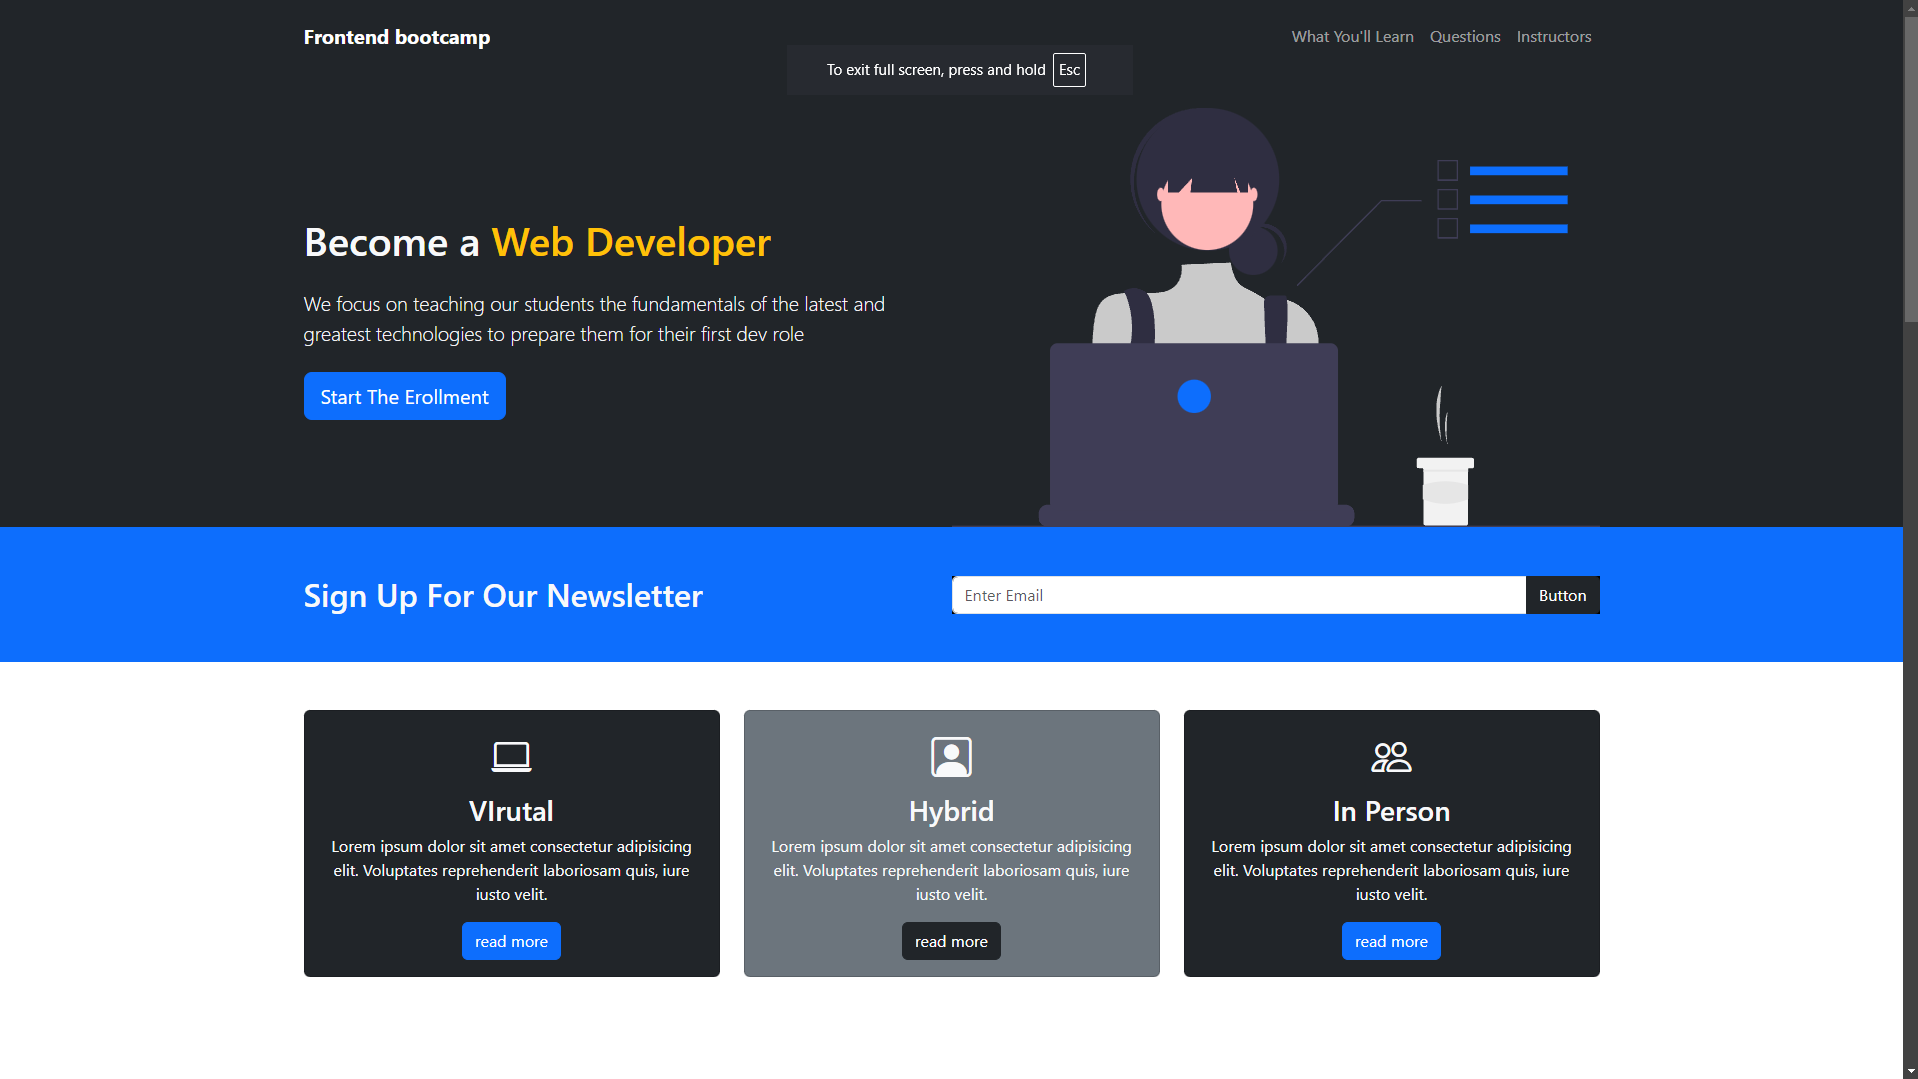 Frontend bootcamp
What You'll Learn
Questions
Instructors
To exit full screen, press and hold Esc
Become a Web Developer
We focus on teaching our students the fundamentals of the latest and
greatest technologies to prepare them for their first dev role
Start The Erollment
Sign Up For Our Newsletter
Enter Email
Button
VIrutal
Lorem ipsum dolor sit amet consectetur adipisicing
elit. Voluptates reprehenderit laboriosam quis, iure
iusto velit.
read more
Hybrid
Lorem ipsum dolor sit amet consectetur adipisicing
elit. Voluptates reprehenderit laboriosam quis, iure
iusto velit.
read more
In Person
Lorem ipsum dolor sit amet consectetur adipisicing
elit. Voluptates reprehenderit laboriosam quis, iure
iusto velit.
read more